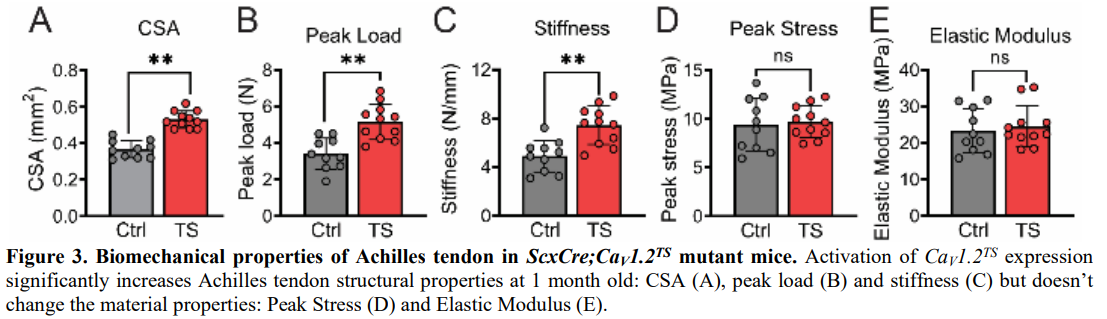 A
CSA
**
CSA (mm²)
0.8
0.6
0.4
0.2
0.0
Ctrl TS
B
Peak Load
**
Peak load (N)
8
6
4
2
0
Ctrl TS
C
Stiffness
**
Stiffness (N/mm)
12
8
4
0
Ctrl TS
D
Peak Stress
ns
Peak stress (MPa)
15
10
5
0
Ctrl TS
E
Elastic Modulus
ns
Elastic Modulus (MPa)
40
30
20
10
0
Ctrl TS
Figure 3. Biomechanical properties of Achilles tendon in ScxCre;CaV1.2TS mutant mice. Activation of CaV1.2TS expression
significantly increases Achilles tendon structural properties at 1 month old: CSA (A), peak load (B) and stiffness (C) but doesn't
change the material properties: Peak Stress (D) and Elastic Modulus (E).